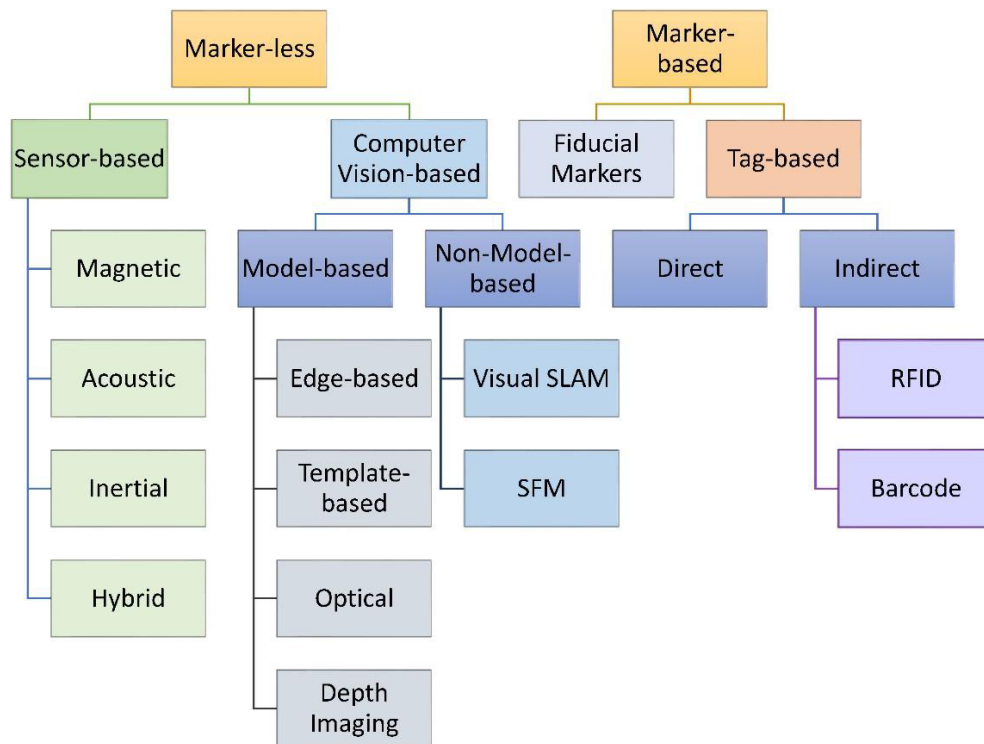 Marker-less
Marker-
based
Sensor-based
Computer
Vision-based
Fiducial
Markers
Tag-based
Model-based
Non-Model-
based
Direct
Indirect
Magnetic
Acoustic
Inertial
Hybrid
Edge-based
Template-
based
Optical
Depth
Imaging
Visual SLAM
SFM
RFID
Barcode